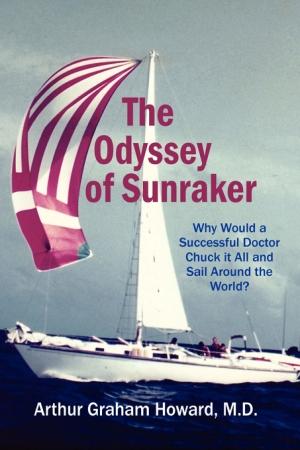 The
Odyssey
of Sunraker
Why Would a
Successful Doctor
Chuck it All and
Sail Around the
World?
Arthur Graham Howard, M.D.